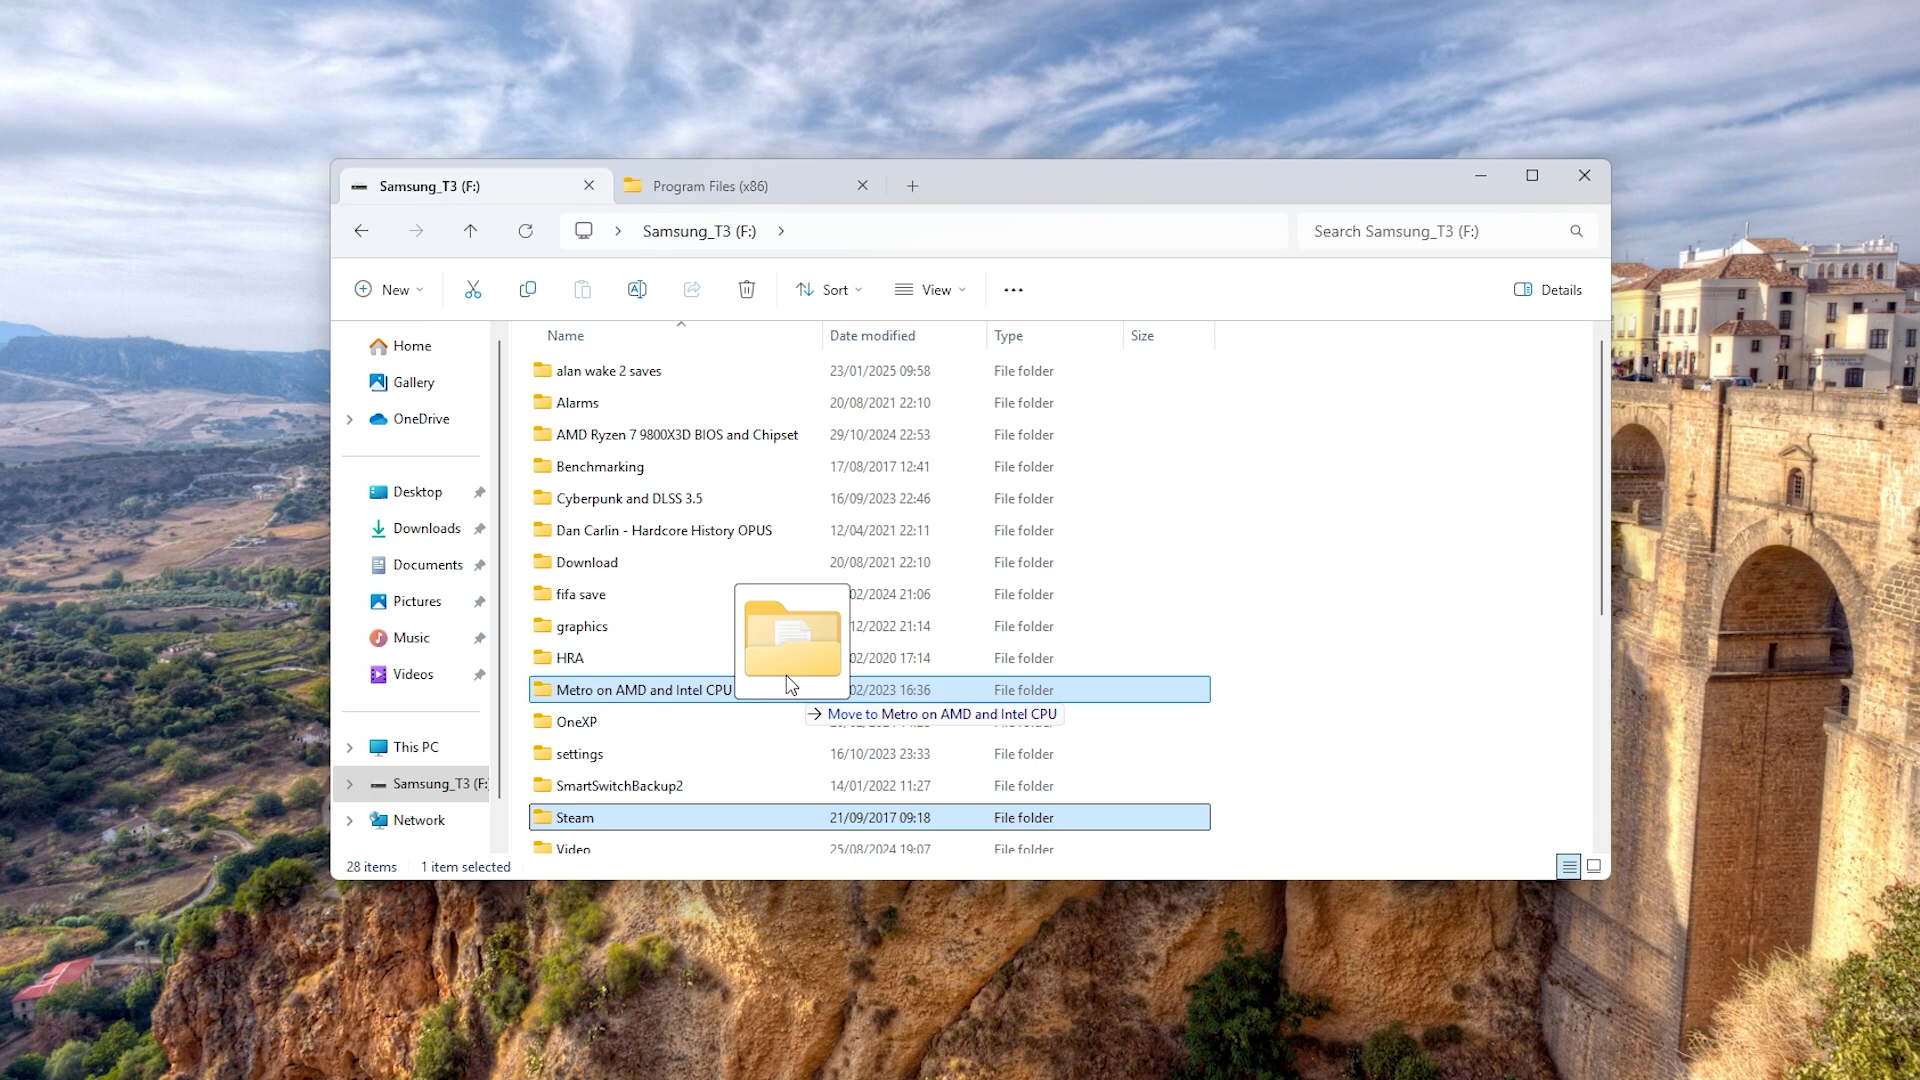 Samsung_T3 (F:)
Program Files (x86)
Samsung_T3 (F:)
Search Samsung_T3 (F:)
New
Sort
View
Details
Home
Gallery
OneDrive
Desktop
Downloads
Documents
Pictures
Music
Videos
This PC
Samsung_T3 (F:
Network
Name Date modified Type Size
alan wake 2 saves 23/01/2025 09:58 File folder
Alarms 20/08/2021 22:10 File folder
AMD Ryzen 7 9800X3D BIOS and Chipset 29/10/2024 22:53 File folder
Benchmarking 17/08/2017 12:41 File folder
Cyberpunk and DLSS 3.5 16/09/2023 22:46 File folder
Dan Carlin - Hardcore History OPUS 12/04/2021 22:11 File folder
Download 20/08/2021 22:10 File folder
fifa save 02/2024 21:06 File folder
graphics 12/2022 21:14 File folder
HRA 02/2020 17:14 File folder
Metro on AMD and Intel CPU 02/2023 16:36 File folder
Move to Metro on AMD and Intel CPU
OneXP
settings 16/10/2023 23:33 File folder
SmartSwitchBackup2 14/01/2022 11:27 File folder
Steam 21/09/2017 09:18 File folder
Video 25/08/2024 19:07 File folder
28 items 1 item selected